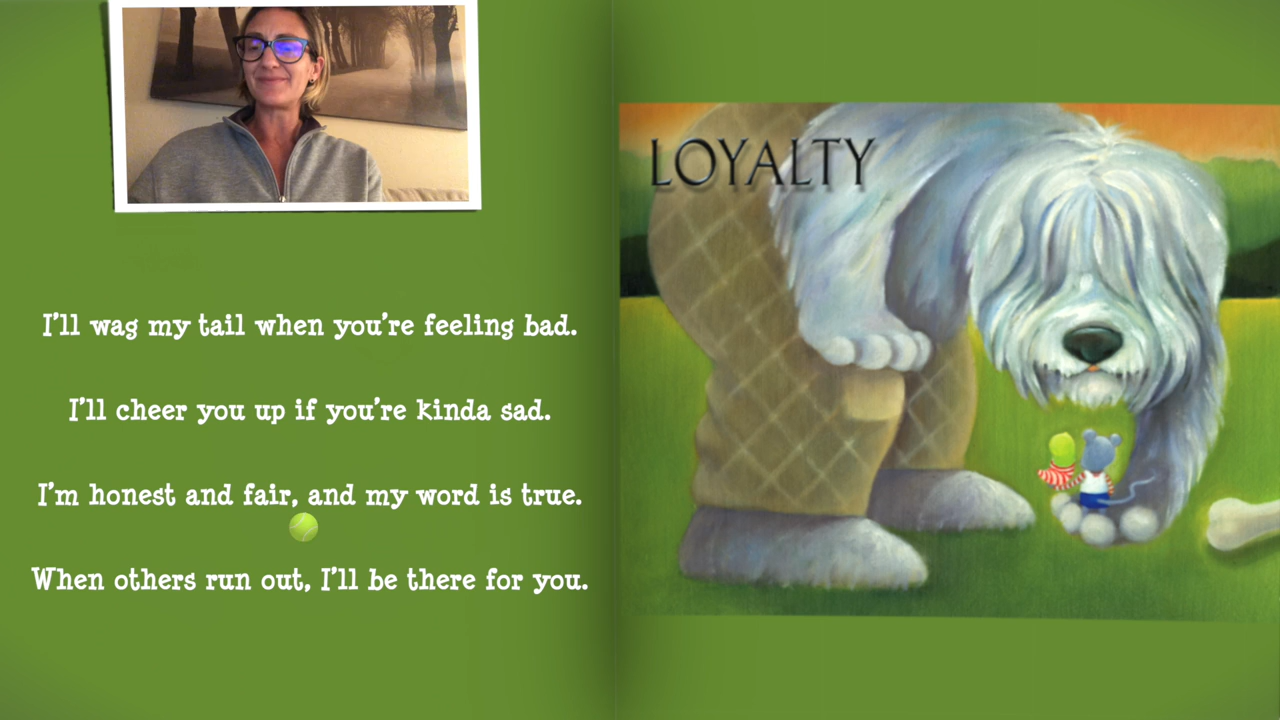 I'll wag my tail when you're feeling bad.
I'll cheer you up if you're kinda sad.
I'm honest and fair, and my word is true.
When others run out, I'll be there for you.
LOYALTY